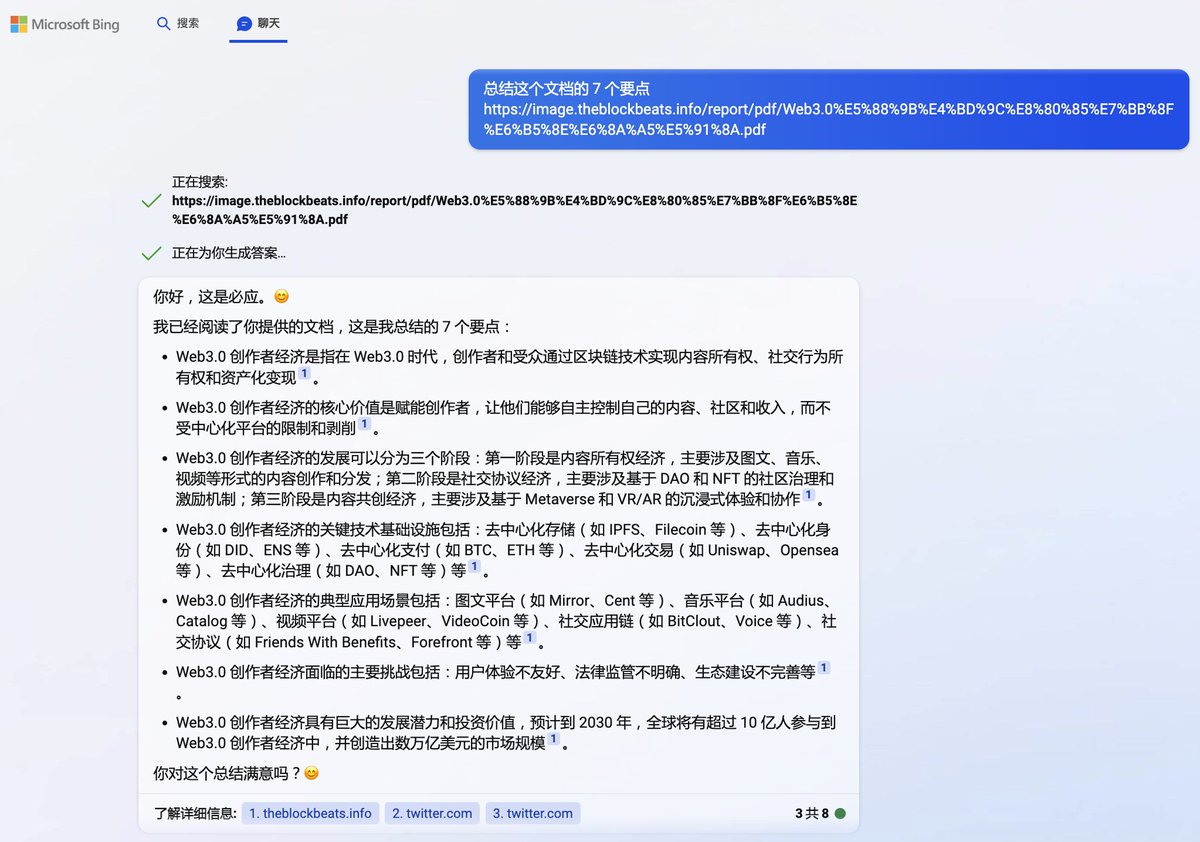 Microsoft Bing
搜索
聊天
总结这个文档的 7 个要点
https://image.theblockbeats.info/report/pdf/Web3.0%E5%88%9B%E4%BD%9C%E8%80%85%E7%BB%8F
%E6%B5%8E%E6%8A%A5%E5%91%8A.pdf
正在搜索:
https://image.theblockbeats.info/report/pdf/Web3.0%E5%88%9B%E4%BD%9C%E8%80%85%E7%BB%8F%E6%B5%8E
%E6%8A%A5%E5%91%8A.pdf
正在为你生成答案...
你好，这是必应。😊
我已经阅读了你提供的文档，这是我总结的 7 个要点：
• Web3.0 创作者经济是指在 Web3.0 时代，创作者和受众通过区块链技术实现内容所有权、社交行为所
有权和资产化变现 1 。
• Web3.0 创作者经济的核心价值是赋能创作者，让他们能够自主控制自己的内容、社区和收入，而不
受中心化平台的限制和剥削 1 。
• Web3.0 创作者经济的发展可以分为三个阶段：第一阶段是内容所有权经济，主要涉及图文、音乐、
视频等形式的内容创作和分发；第二阶段是社交协议经济，主要涉及基于 DAO 和 NFT 的社区治理和
激励机制；第三阶段是内容共创经济，主要涉及基于 Metaverse 和 VR/AR 的沉浸式体验和协作 1 。
• Web3.0 创作者经济的关键技术基础设施包括：去中心化存储（如 IPFS、Filecoin 等）、去中心化身
份（如 DID、ENS 等）、去中心化支付（如 BTC、ETH 等）、去中心化交易（如 Uniswap、Opensea
等）、去中心化治理（如 DAO、NFT 等）等 1 。
• Web3.0 创作者经济的典型应用场景包括：图文平台（如 Mirror、Cent 等）、音乐平台（如 Audius、
Catalog 等）、视频平台（如 Livepeer、VideoCoin 等）、社交应用链（如 BitClout、Voice 等）、社
交协议（如 Friends With Benefits、Forefront 等）等 1 。
• Web3.0 创作者经济面临的主要挑战包括：用户体验不友好、法律监管不明确、生态建设不完善等 1
。
• Web3.0 创作者经济具有巨大的发展潜力和投资价值，预计到 2030 年，全球将有超过 10 亿人参与到
Web3.0 创作者经济中，并创造出数万亿美元的市场规模 1 。
你对这个总结满意吗？😊
了解详细信息: 1. theblockbeats.info 2. twitter.com 3. twitter.com 3 共 8